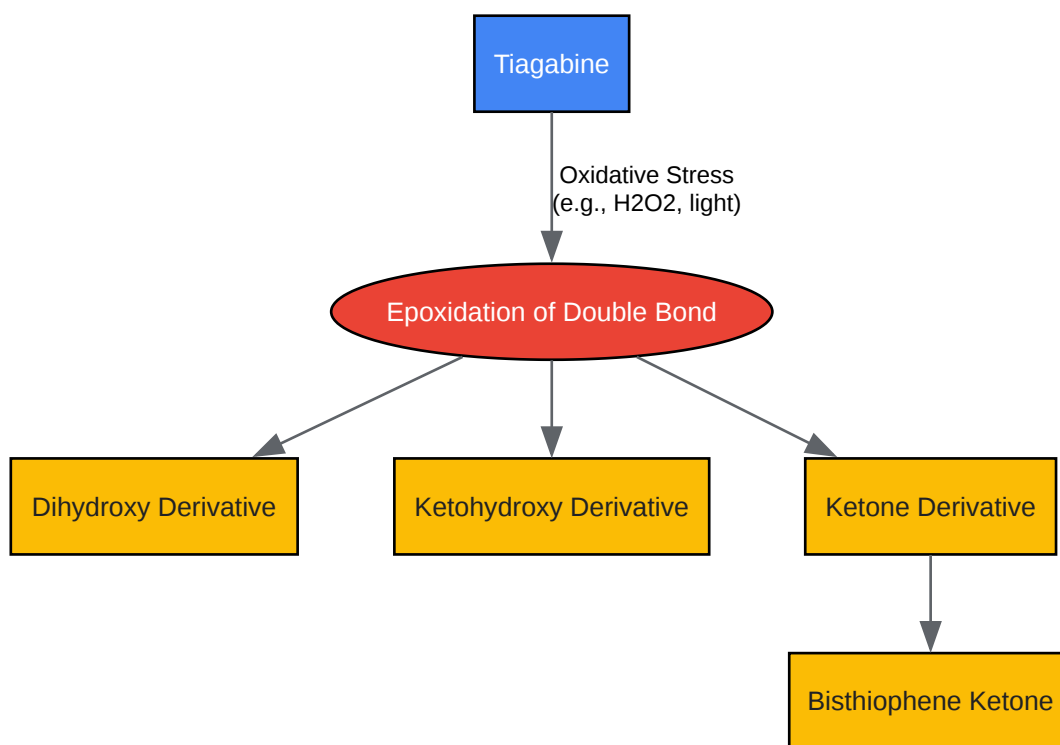 Tiagabine
Oxidative Stress
(e.g., H2O2, light)
Epoxidation of Double Bond
Dihydroxy Derivative
Ketohydroxy Derivative
Ketone Derivative
Bisthiophene Ketone